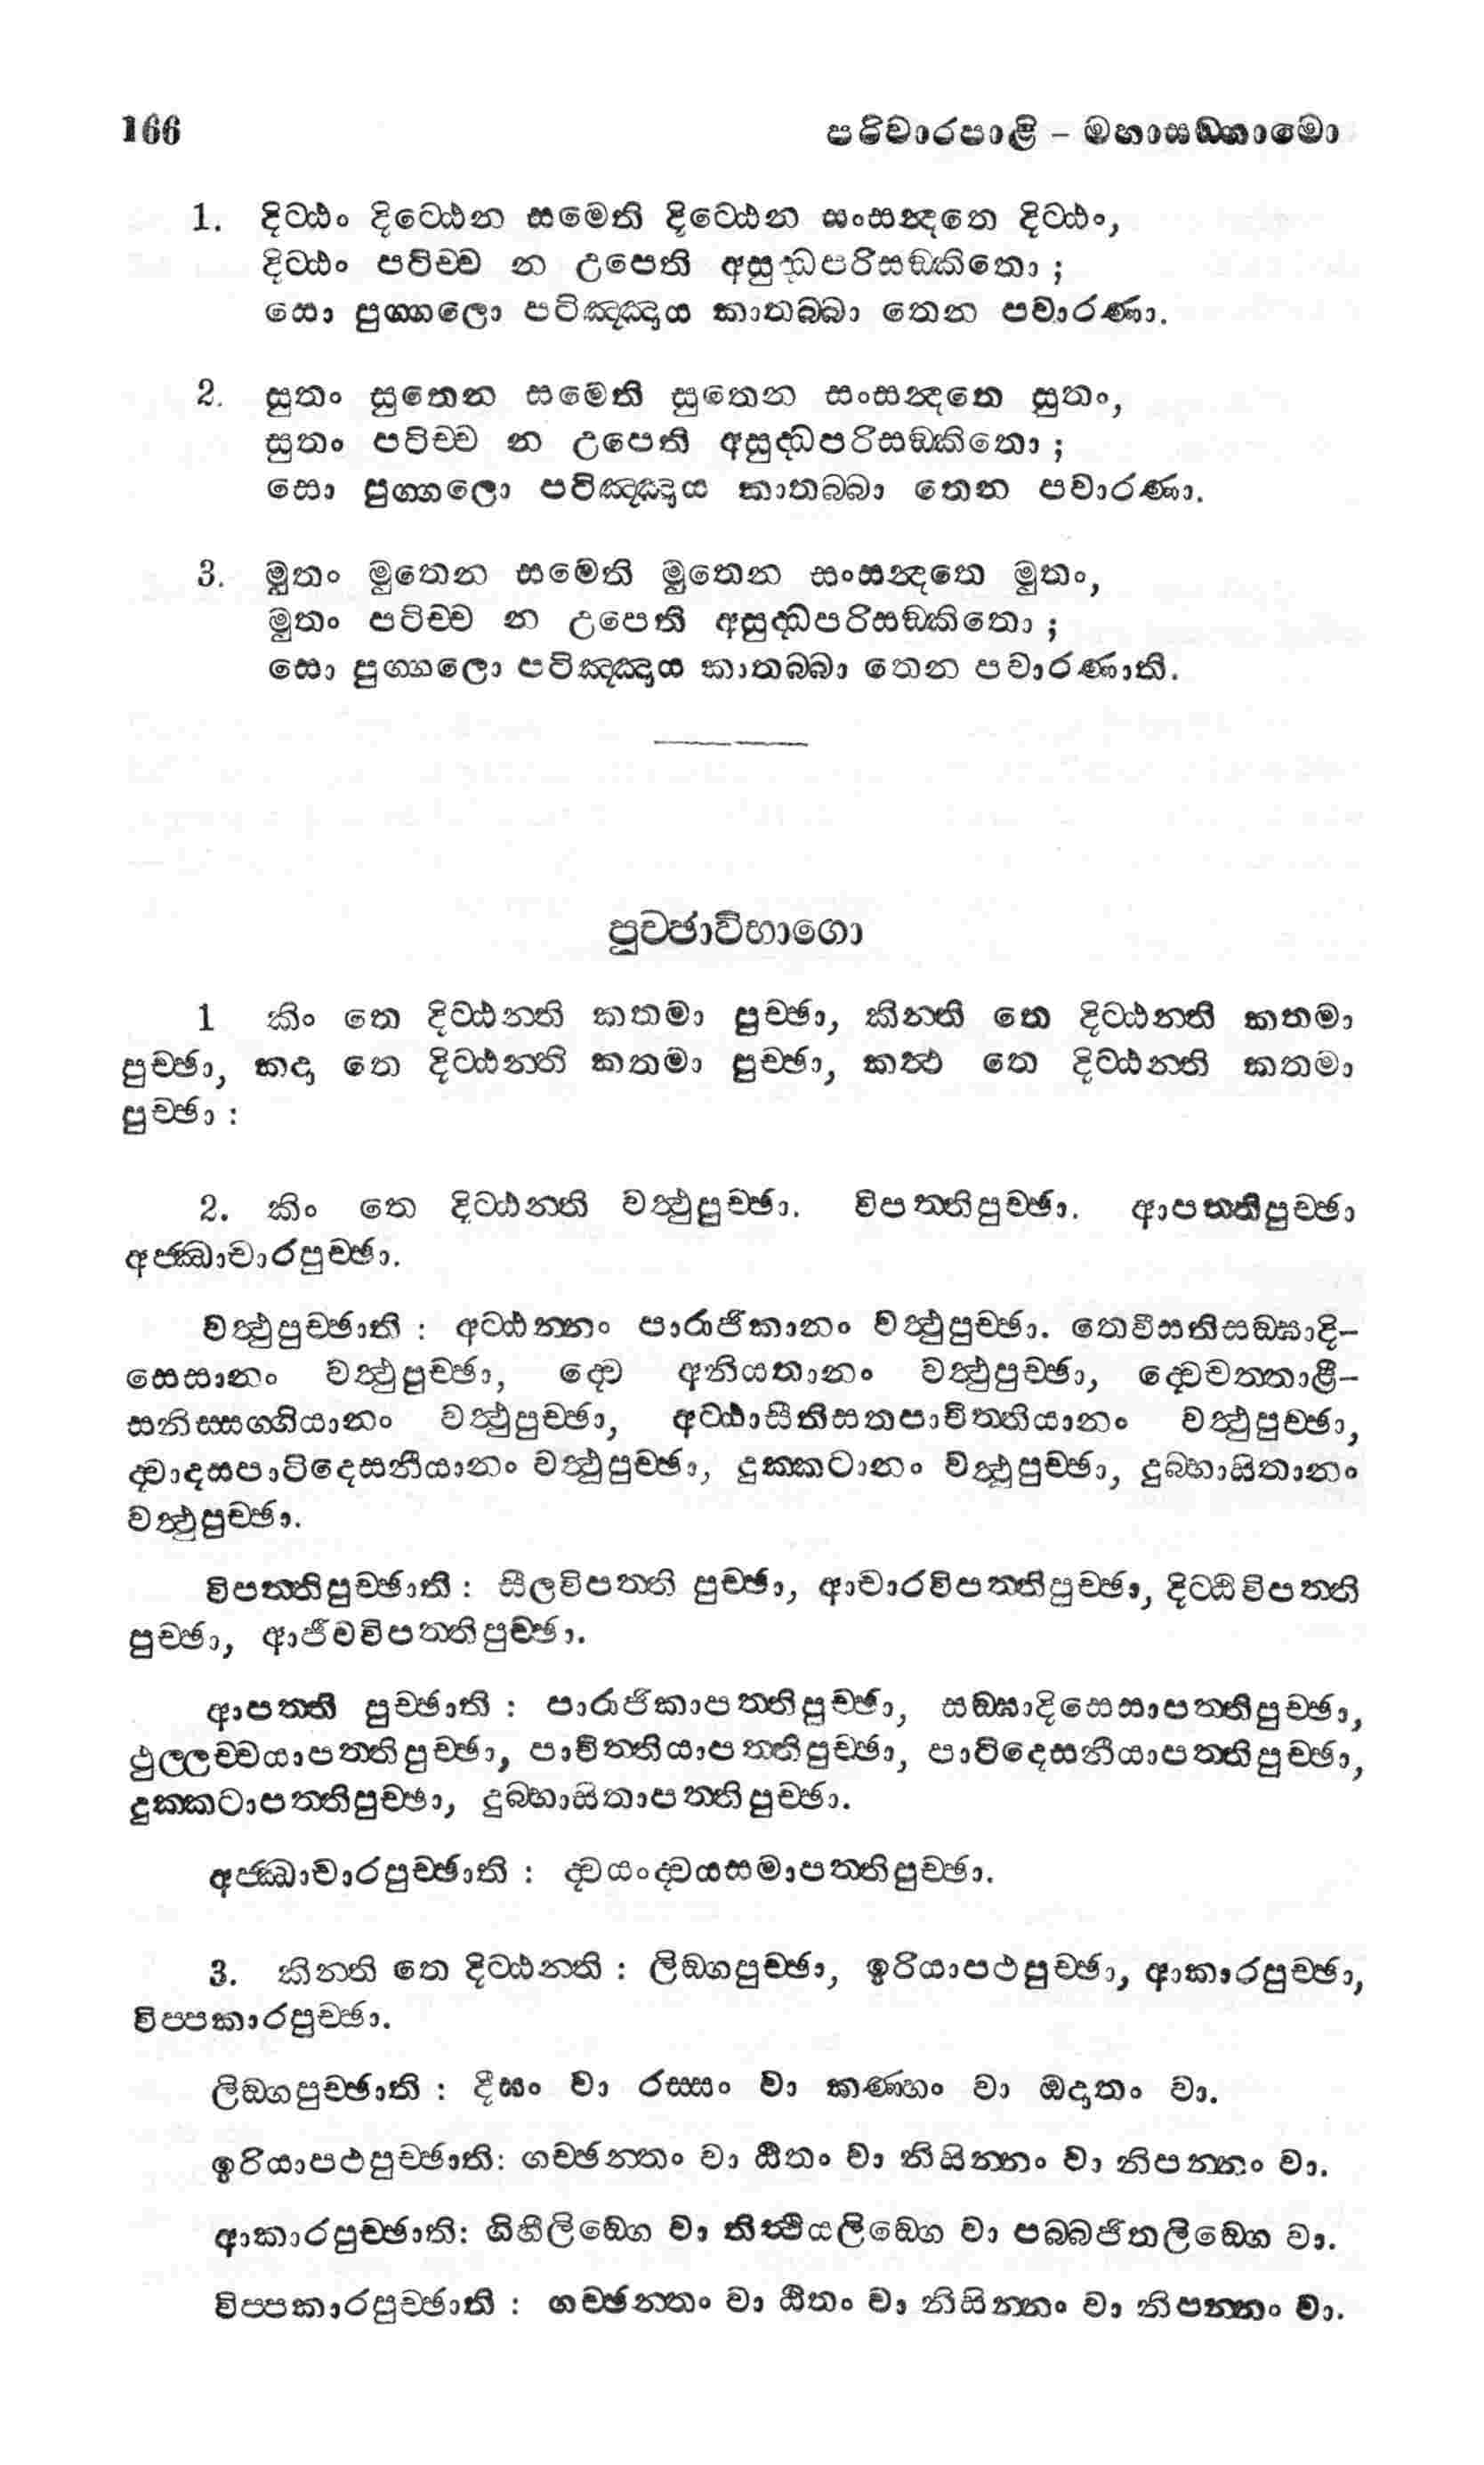 166 පරිවාරපාළි – මහාසඞ්ගාමො
1. දිට්ඨං දිට්ඨෙන සමෙති දිට්ඨෙන සංසන්දතෙ දිට්ඨං,
දිට්ඨං පටිච්ච න උපෙති අසුද්ධපරිසඞ්කිතො ;
සො පුග්ගලො පටිඤ්ඤාය කාතබ්බා තෙන පවාරණා.
2. සුතං සුතෙන සමෙති සුතෙන සංසන්දතෙ සුතං,
සුතං පටිච්ච න උපෙති අසුද්ධපරිසඞ්කිතො ;
සො පුග්ගලො පටිඤ්ඤාය කාතබ්බා තෙන පවාරණා.
3. මුතං මුතෙන සමෙති මුතෙන සංසන්දතෙ මුතං,
මුතං පටිච්ච න උපෙති අසුද්ධපරිසඞ්කිතො ;
සො පුග්ගලො පටිඤ්ඤාය කාතබ්බා තෙන පවාරණාති.
පුච්ඡාවිභාගො
1 කිං තෙ දිට්ඨන්ති කතමා පුච්ඡා, කින්ති තෙ දිට්ඨන්ති කතමා
පුච්ඡා, කදා තෙ දිට්ඨන්ති කතමා පුච්ඡා, කත්ථ තෙ දිට්ඨන්ති කතමා
පුච්ඡා :
2. කිං තෙ දිට්ඨන්ති වත්ථුපුච්ඡා. විපත්තිපුච්ඡා. ආපත්තිපුච්ඡා
අජ්ඣාචාරපුච්ඡා.
වත්ථුපුච්ඡාති : අට්ඨන්නං පාරාජිකානං වත්ථුපුච්ඡා. තෙවීසතිසඞ්ඝාදි–
සෙසානං වත්ථුපුච්ඡා, ද්වෙ අනියතානං වත්ථුපුච්ඡා, ද්වෙචත්තාළී–
සනිස්සග්ගියානං වත්ථුපුච්ඡා, අට්ඨාසීතිසතපාචිත්තියානං වත්ථුපුච්ඡා,
ද්වාදසපාටිදෙසනීයානං වත්ථුපුච්ඡා, දුක්කටානං වත්ථුපුච්ඡා, දුබ්භාසිතානං
වත්ථුපුච්ඡා.
විපත්තිපුච්ඡාති : සීලවිපත්ති පුච්ඡා, ආචාරවිපත්තිපුච්ඡා, දිට්ඨිවිපත්ති
පුච්ඡා, ආජීවවිපත්තිපුච්ඡා.
ආපත්ති පුච්ඡාති : පාරාජිකාපත්තිපුච්ඡා, සඞ්ඝාදිසෙසාපත්තිපුච්ඡා,
ථුල්ලච්චයාපත්තිපුච්ඡා, පාචිත්තියාපත්තිපුච්ඡා, පාටිදෙසනීයාපත්තිපුච්ඡා,
දුක්කටාපත්තිපුච්ඡා, දුබ්භාසිතාපත්තිපුච්ඡා.
අජ්ඣාචාරපුච්ඡාති : ද්වයංද්වයසමාපත්තිපුච්ඡා.
3. කින්ති තෙ දිට්ඨන්ති : ලිඞ්ගපුච්ඡා, ඉරියාපථපුච්ඡා, ආකාරපුච්ඡා,
විප්පකාරපුච්ඡා.
ලිඞ්ගපුච්ඡාති : දීඝං වා රස්සං වා කණ්හං වා ඔදාතං වා.
ඉරියාපථපුච්ඡාති: ගච්ඡන්තං වා ඨිතං වා නිසින්නං වා නිපන්නං වා.
ආකාරපුච්ඡාති: ගිහීලිඞ්ගෙ වා තිත්ථියලිඞ්ගෙ වා පබ්බජිතලිඞ්ගෙ වා.
විප්පකාරපුච්ඡාති : ගච්ඡන්තං වා ඨිතං වා නිසින්නං වා නිපන්නං වා.